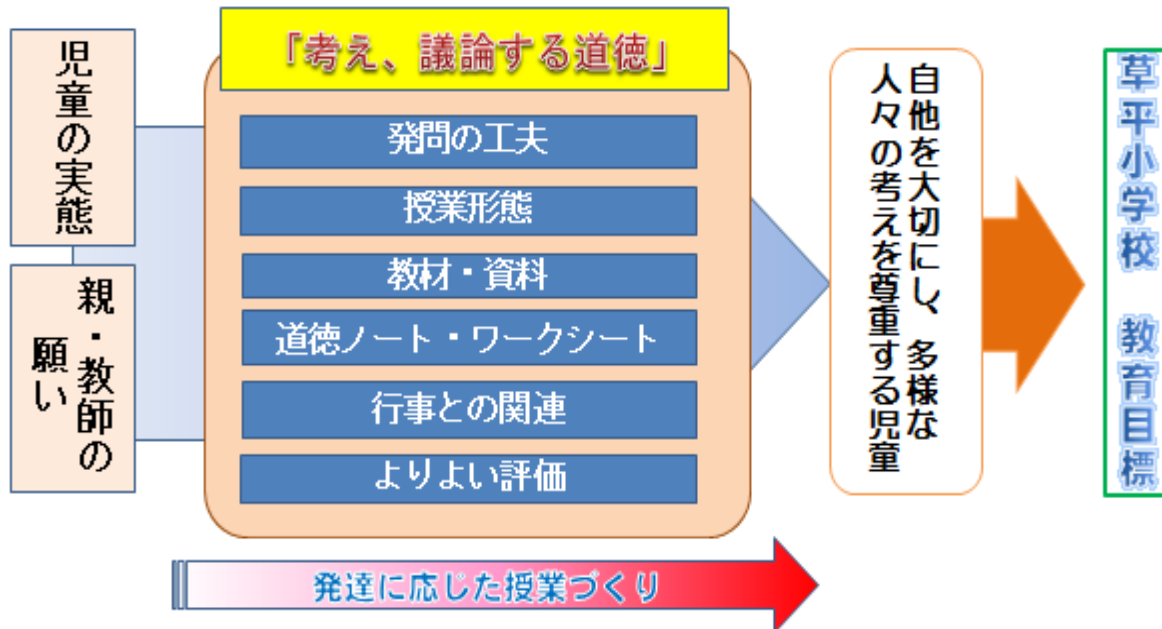 児童の実態
親・教師の
願い
「考え、議論する道徳」
発問の工夫
授業形態
教材・資料
道徳ノート・ワークシート
行事との関連
よりよい評価
発達に応じた授業づくり
自他を大切にし、多様な
人々の考えを尊重する児童
草平小学校 教育目標